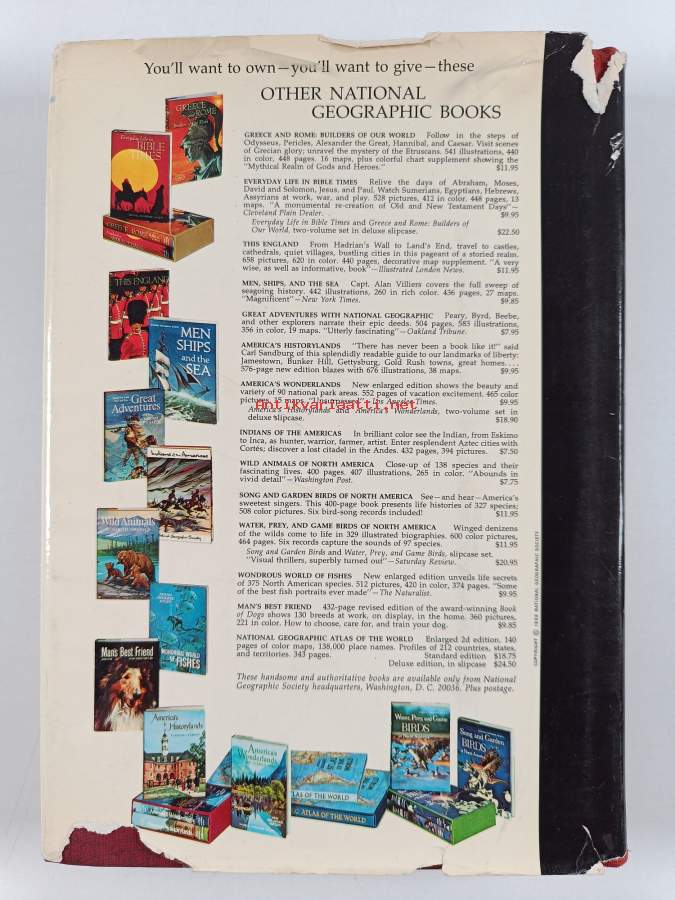 You'll want to own—you'll want to give—these
OTHER NATIONAL
GEOGRAPHIC BOOKS
GREECE AND ROME: BUILDERS OF OUR WORLD Follow in the steps of
Odysseus, Pericles, Alexander the Great, Hannibal, and Caesar. Visit scenes
of Grecian glory; unravel the mystery of the Etruscans. 541 illustrations, 440
in color, 448 pages. 16 maps, plus colorful chart supplement showing the
"Mythical Realm of Gods and Heroes." $11.95
EVERYDAY LIFE IN BIBLE TIMES Relive the days of Abraham, Moses,
David and Solomon, Jesus, and Paul. Watch Sumerians, Egyptians, Hebrews,
Assyrians at work, war, and play. 528 pictures, 412 in color, 448 pages, 13
maps. "A monumental re-creation of Old and New Testament Days"—
Cleveland Plain Dealer. $9.95
Everyday Life in Bible Times and Greece and Rome: Builders of
Our World, two-volume set in deluxe slipcase. $22.50
THIS ENGLAND From Hadrian's Wall to Land's End, travel to castles,
cathedrals, quiet villages, bustling cities in this pageant of a storied realm.
658 pictures, 620 in color. 440 pages, decorative map supplement. "A very
wise, as well as informative, book"—Illustrated London News. $11.95
MEN, SHIPS, AND THE SEA Capt. Alan Villiers covers the full sweep of
seagoing history. 442 illustrations, 260 in rich color. 436 pages, 27 maps.
"Magnificent"—New York Times. $9.85
GREAT ADVENTURES WITH NATIONAL GEOGRAPHIC Peary, Byrd, Beebe,
and other explorers narrate their epic deeds. 504 pages, 583 illustrations,
356 in color, 19 maps. "Utterly fascinating"—Oakland Tribune. $7.95
AMERICA'S HISTORYLANDS "There has never been a book like it!" said
Carl Sandburg of this splendidly readable guide to our landmarks of liberty:
Jamestown, Bunker Hill, Gettysburg, Gold Rush towns, great homes....
576-page new edition blazes with 676 illustrations, 38 maps. $9.95
AMERICA'S WONDERLANDS New enlarged edition shows the beauty and
variety of 90 national park areas. 552 pages of vacation excitement. 465 color
pictures, 35 maps. "Unsurpassed"—Los Angeles Times. $9.95
antikvariaatti.net
America's Historylands and America's Wonderlands, two-volume set in
deluxe slipcase. $18.90
INDIANS OF THE AMERICAS In brilliant color see the Indian, from Eskimo
to Inca, as hunter, warrior, farmer, artist. Enter resplendent Aztec cities with
Cortés; discover a lost citadel in the Andes. 432 pages, 394 pictures. $7.50
WILD ANIMALS OF NORTH AMERICA Close-up of 138 species and their
fascinating lives. 400 pages. 407 illustrations, 265 in color. "Abounds in
vivid detail"—Washington Post. $7.75
SONG AND GARDEN BIRDS OF NORTH AMERICA See—and hear—America's
sweetest singers. This 400-page book presents life histories of 327 species;
508 color pictures. Six bird-song records included! $11.95
WATER, PREY, AND GAME BIRDS OF NORTH AMERICA Winged denizens
of the wilds come to life in 329 illustrated biographies. 600 color pictures,
464 pages. Six records capture the sounds of 97 species. $11.95
Song and Garden Birds and Water, Prey, and Game Birds, slipcase set.
"Visual thrillers, superbly turned out"—Saturday Review. $20.95
WONDROUS WORLD OF FISHES New enlarged edition unveils life secrets
of 375 North American species. 512 pictures, 420 in color, 374 pages. "Some
of the best fish portraits ever made"—The Naturalist. $9.95
MAN'S BEST FRIEND 432-page revised edition of the award-winning Book
of Dogs shows 130 breeds at work, on display, in the home. 360 pictures,
221 in color. How to choose, care for, and train your dog. $9.85
NATIONAL GEOGRAPHIC ATLAS OF THE WORLD Enlarged 2d edition, 140
pages of color maps, 138,000 place names. Profiles of 212 countries, states,
and territories. 343 pages. Standard edition $18.75
Deluxe edition, in slipcase $24.50
These handsome and authoritative books are available only from National
Geographic Society headquarters, Washington, D. C. 20036. Plus postage.
GREECE
AND ROME
Everyday Life in
BIBLE
TIMES
THIS ENGLAND
MEN
SHIPS
and the
SEA
Great
Adventures
Indians of the Americas
Wild Animals
WONDROUS WORLD
OF FISHES
Man's Best Friend
America's
Historylands
America's
Wonderlands
ATLAS OF THE WORLD
ATLAS OF THE WORLD
Water, Prey, and Game
BIRDS
Song and Garden
BIRDS
COPYRIGHT © NATIONAL GEOGRAPHIC SOCIETY